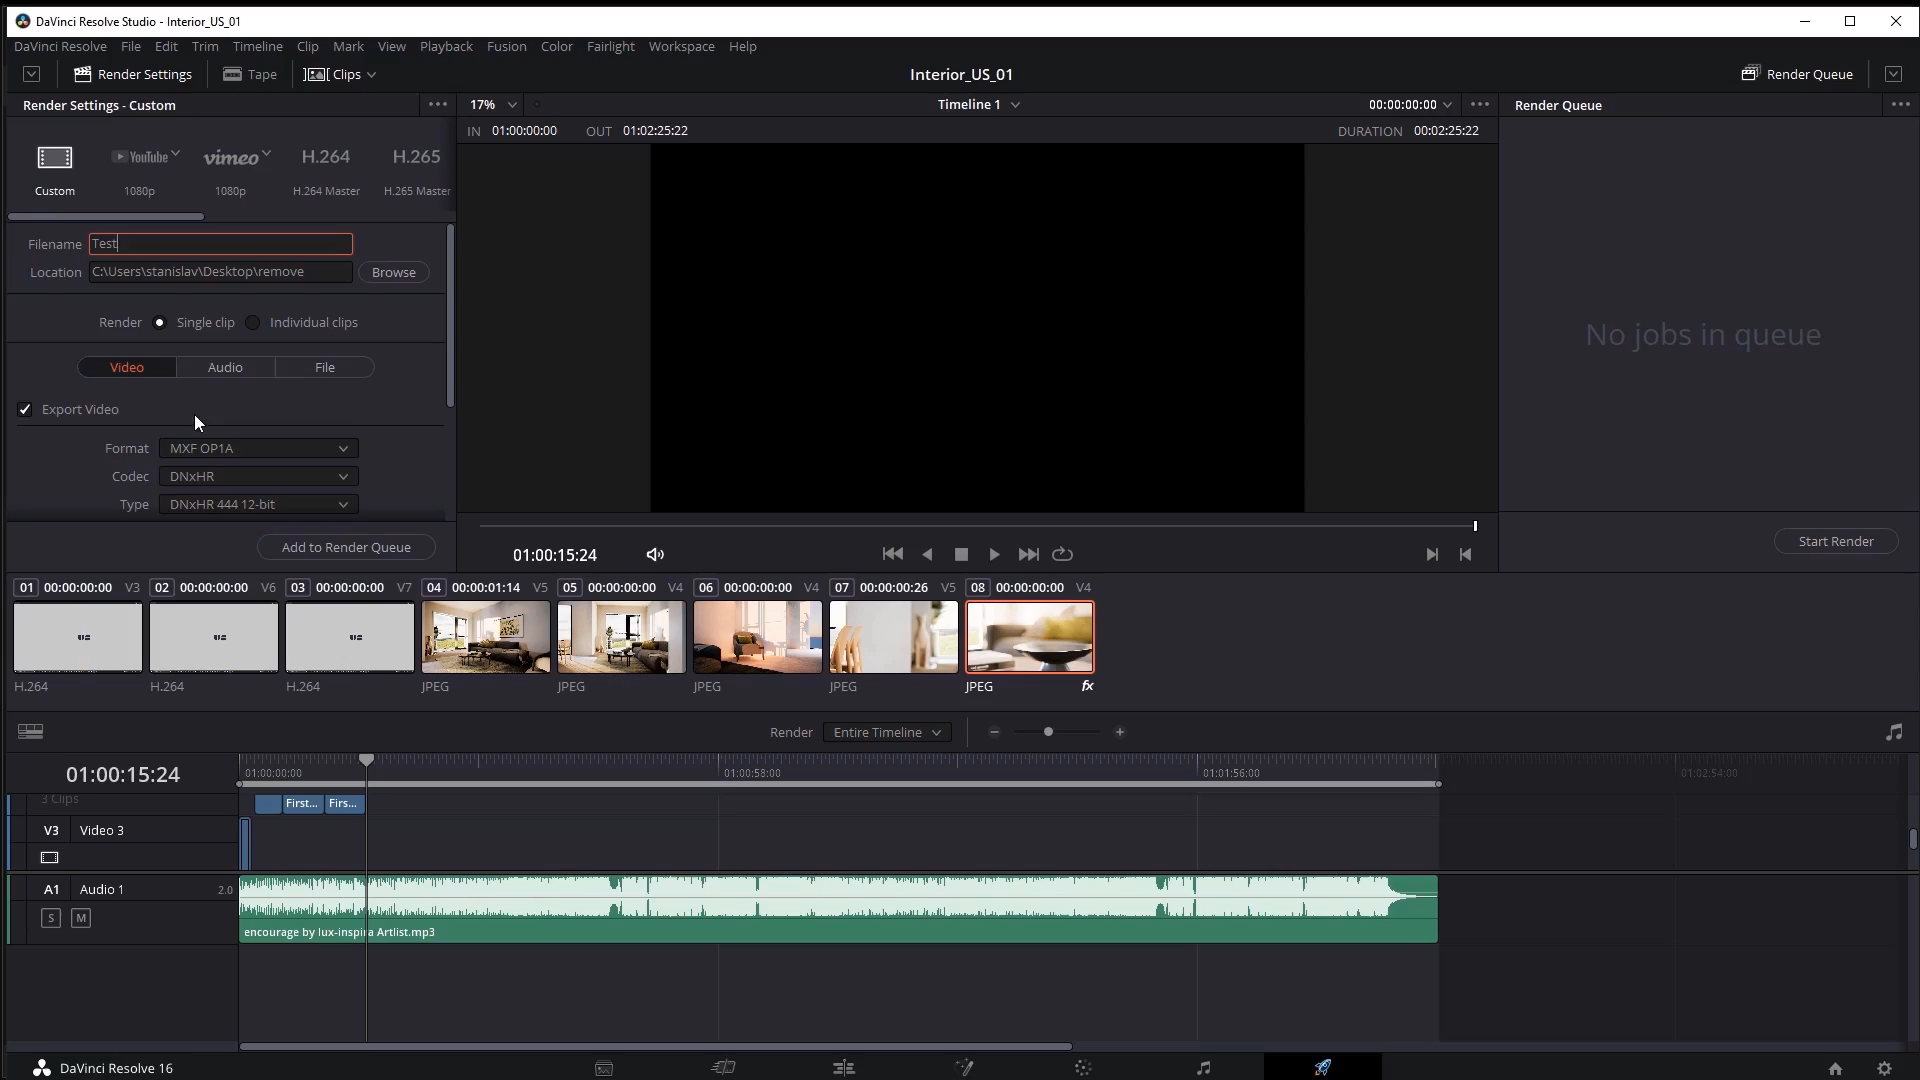 DaVinci Resolve Studio - Interior_US_01
DaVinci Resolve File Edit Trim Timeline Clip Mark View Playback Fusion Color Fairlight Workspace Help
Render Settings Tape Clips Interior_US_01 Render Queue
Render Settings - Custom 17% Timeline 1 00:00:00:00 Render Queue
IN 01:00:00:00 OUT 01:02:25:22 DURATION 00:02:25:22
YouTube vimeo H.264 H.265
Custom 1080p 1080p H.264 Master H.265 Master
Filename Test
Location C:\Users\stanislav\Desktop\remove Browse
Render Single clip Individual clips
No jobs in queue
Video Audio File
Export Video
Format MXF OP1A
Codec DNxHR
Type DNxHR 444 12-bit
Add to Render Queue
01:00:15:24
Start Render
01 00:00:00:00 V3 02 00:00:00:00 V6 03 00:00:00:00 V7 04 00:00:01:14 V5 05 00:00:00:00 V4 06 00:00:00:00 V4 07 00:00:00:26 V5 08 00:00:00:00 V4
H.264 H.264 H.264 JPEG JPEG JPEG JPEG JPEG fx
Render Entire Timeline
01:00:15:24
01:00:00:00 01:00:58:00 01:01:56:00 01:02:54:00
3 Clips
First... Firs...
V3 Video 3
A1 Audio 1 2.0
S M
encourage by lux-inspira Artlist.mp3
DaVinci Resolve 16